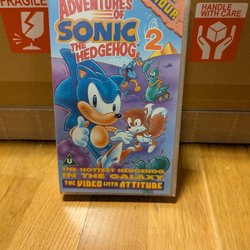 FRAGILE
HANDLE
WITH CARE
ADVENTURES OF
SONIC
THE HEDGEHOG
2
U
THE HOTTEST HEDGEHOG
IN THE GALAXY
THE VIDEO WITH ATTITUDE